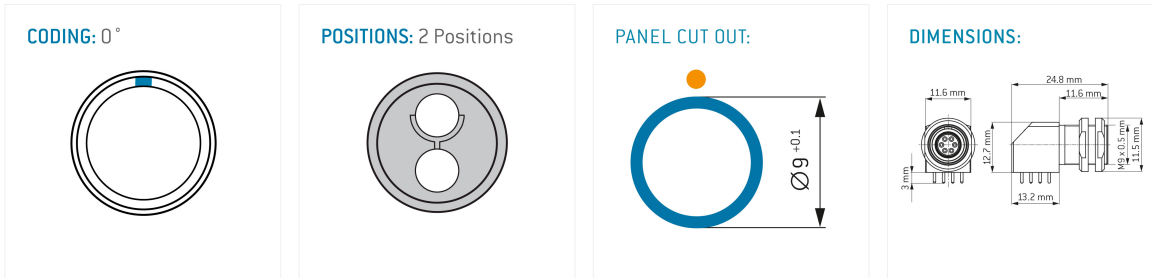 CODING: 0°
POSITIONS: 2 Positions
PANEL CUT OUT:
Ø 9 +0.1
DIMENSIONS:
11.6 mm
3 mm
24.8 mm
11.6 mm
12.7 mm
M9 x 0.5 mm
11.5 mm
13.2 mm